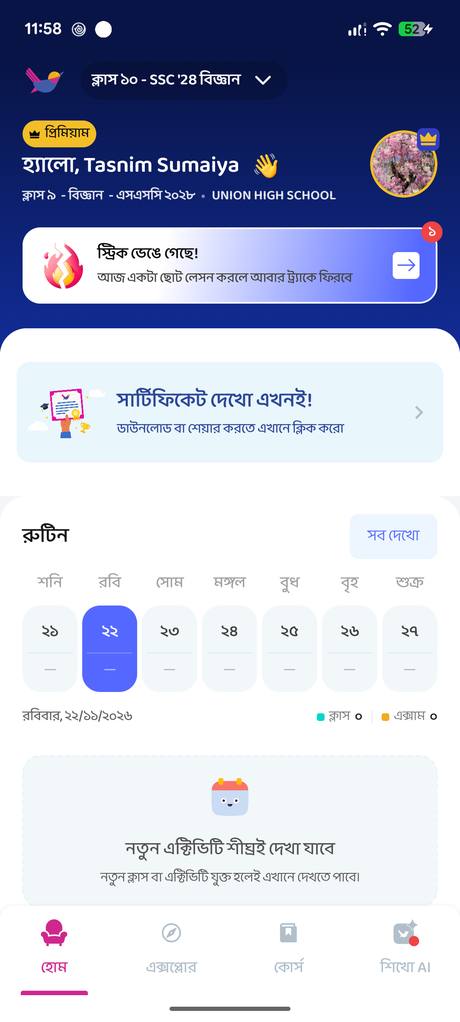 11:58
52
ক্লাস ১০ - SSC '28 বিজ্ঞান
প্রিমিয়াম
হ্যালো, Tasnim Sumaiya 👋
ক্লাস ৯ - বিজ্ঞান - এসএসসি ২০২৮ • UNION HIGH SCHOOL
১
স্ট্রিক ভেঙে গেছে!
আজ একটা ছোট লেসন করলে আবার ট্র্যাকে ফিরবে
সার্টিফিকেট দেখো এখনই!
ডাউনলোড বা শেয়ার করতে এখানে ক্লিক করো
রুটিন
সব দেখো
শনি রবি সোম মঙ্গল বুধ বৃহ শুক্র
২১ ২২ ২৩ ২৪ ২৫ ২৬ ২৭
— — — — — — —
রবিবার, ২২/১১/২০২৬
ক্লাস ০ এক্সাম ০
নতুন এক্টিভিটি শীঘ্রই দেখা যাবে
নতুন ক্লাস বা এক্টিভিটি যুক্ত হলেই এখানে দেখতে পাবে।
হোম এক্সপ্লোর কোর্স শিখো AI